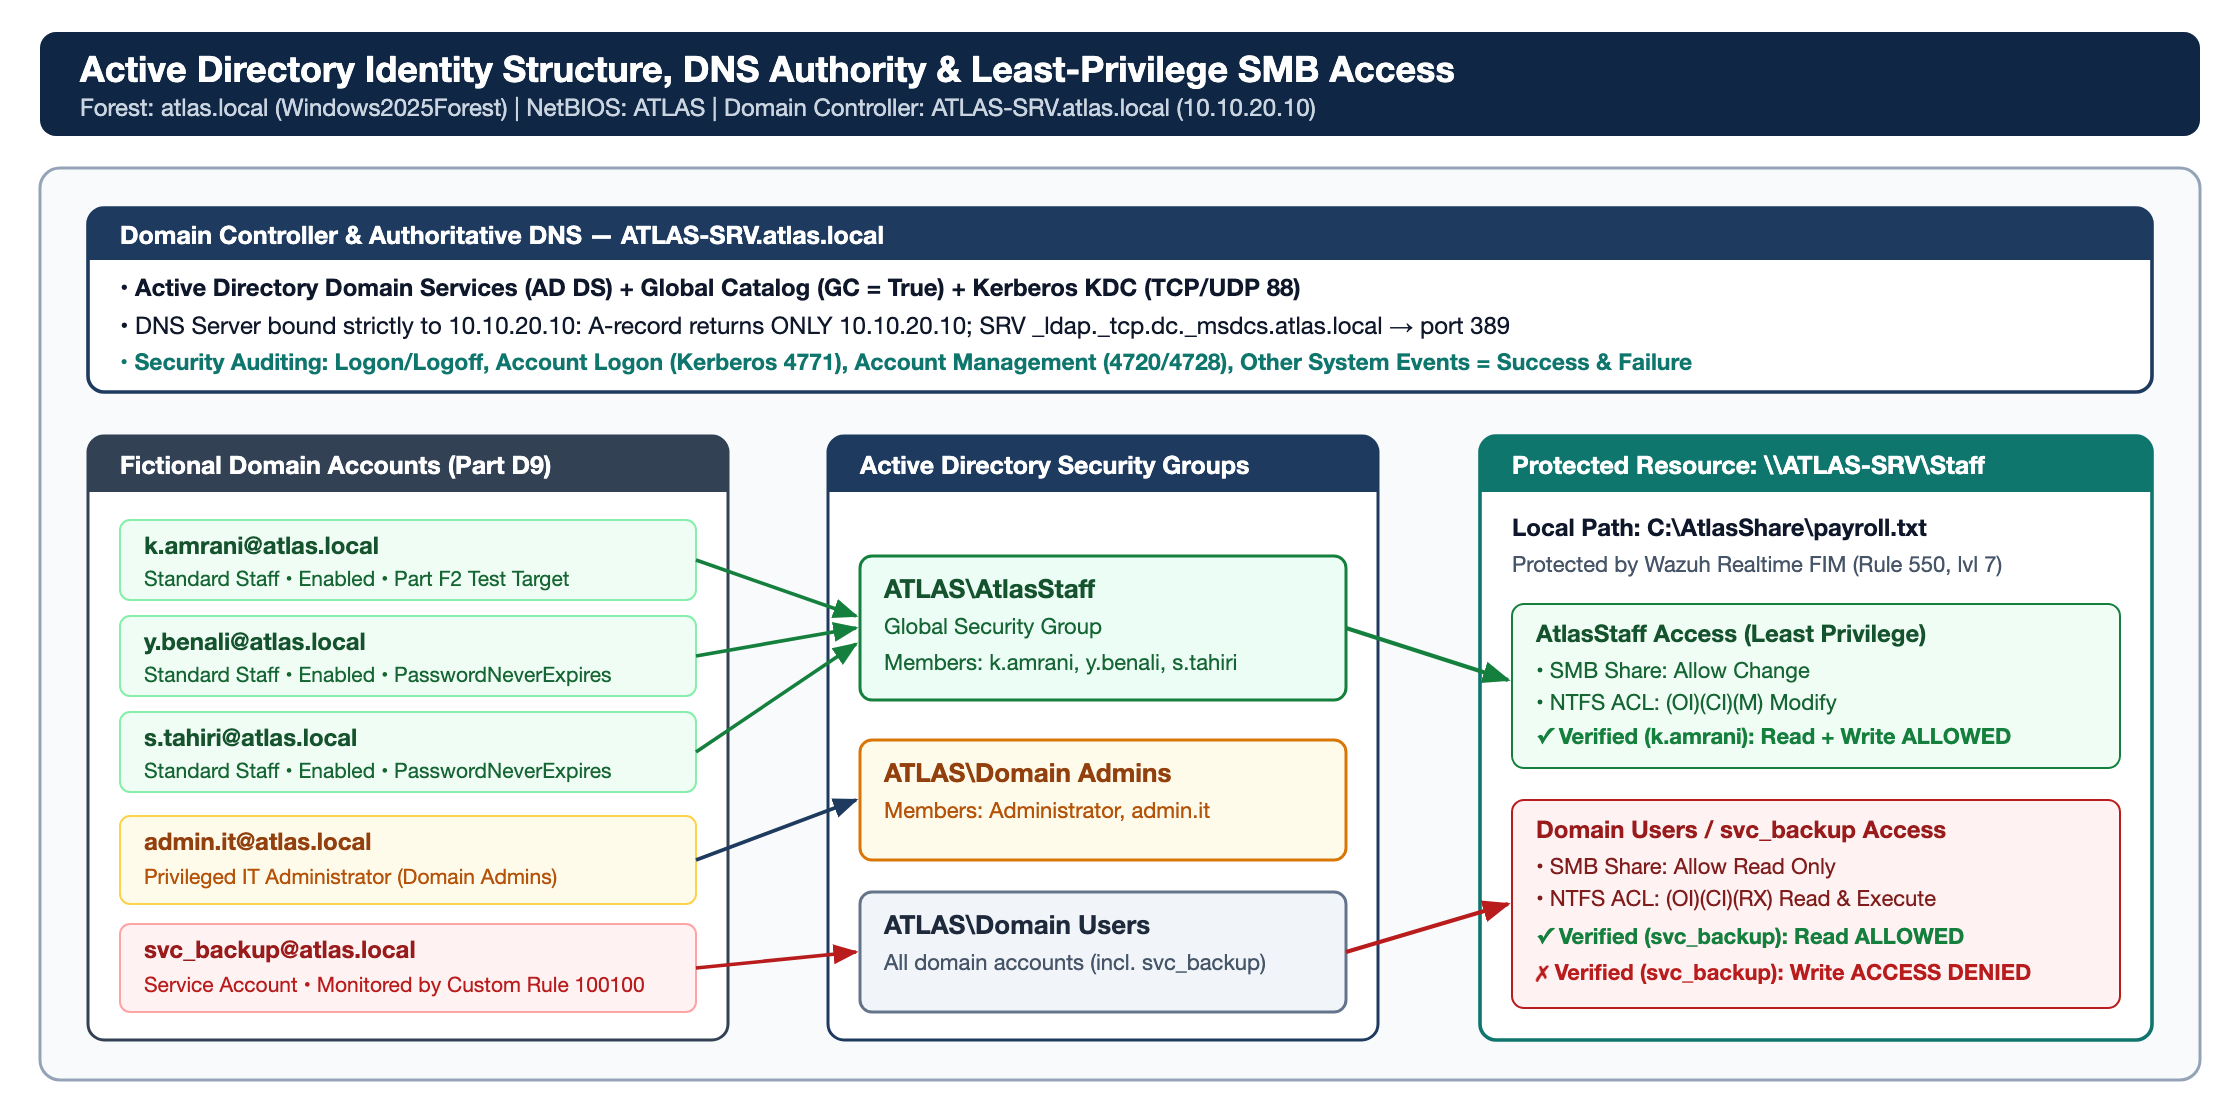 Active Directory Identity Structure, DNS Authority & Least-Privilege SMB Access
Forest: atlas.local (Windows2025Forest) | NetBIOS: ATLAS | Domain Controller: ATLAS-SRV.atlas.local (10.10.20.10)
Domain Controller & Authoritative DNS — ATLAS-SRV.atlas.local
• Active Directory Domain Services (AD DS) + Global Catalog (GC = True) + Kerberos KDC (TCP/UDP 88)
• DNS Server bound strictly to 10.10.20.10: A-record returns ONLY 10.10.20.10; SRV _ldap._tcp.dc._msdcs.atlas.local → port 389
• Security Auditing: Logon/Logoff, Account Logon (Kerberos 4771), Account Management (4720/4728), Other System Events = Success & Failure
Fictional Domain Accounts (Part D9)
k.amrani@atlas.local
Standard Staff • Enabled • Part F2 Test Target
y.benali@atlas.local
Standard Staff • Enabled • PasswordNeverExpires
s.tahiri@atlas.local
Standard Staff • Enabled • PasswordNeverExpires
admin.it@atlas.local
Privileged IT Administrator (Domain Admins)
svc_backup@atlas.local
Service Account • Monitored by Custom Rule 100100
Active Directory Security Groups
ATLAS\AtlasStaff
Global Security Group
Members: k.amrani, y.benali, s.tahiri
ATLAS\Domain Admins
Members: Administrator, admin.it
ATLAS\Domain Users
All domain accounts (incl. svc_backup)
Protected Resource: \\ATLAS-SRV\Staff
Local Path: C:\AtlasShare\payroll.txt
Protected by Wazuh Realtime FIM (Rule 550, lvl 7)
AtlasStaff Access (Least Privilege)
• SMB Share: Allow Change
• NTFS ACL: (OI)(CI)(M) Modify
✓ Verified (k.amrani): Read + Write ALLOWED
Domain Users / svc_backup Access
• SMB Share: Allow Read Only
• NTFS ACL: (OI)(CI)(RX) Read & Execute
✓ Verified (svc_backup): Read ALLOWED
✗ Verified (svc_backup): Write ACCESS DENIED